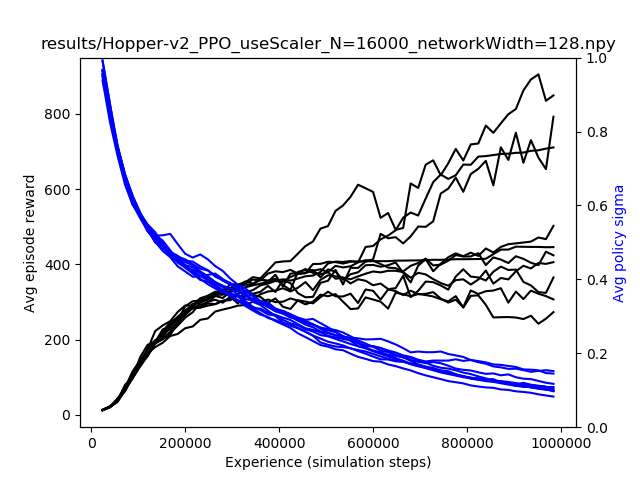 results/Hopper-v2_PPO_useScaler_N=16000_networkWidth=128.npy
Avg episode reward
800
600
400
200
0
1.0
0.8
0.6
0.4
0.2
0.0
Avg policy sigma
0 200000 400000 600000 800000 1000000
Experience (simulation steps)